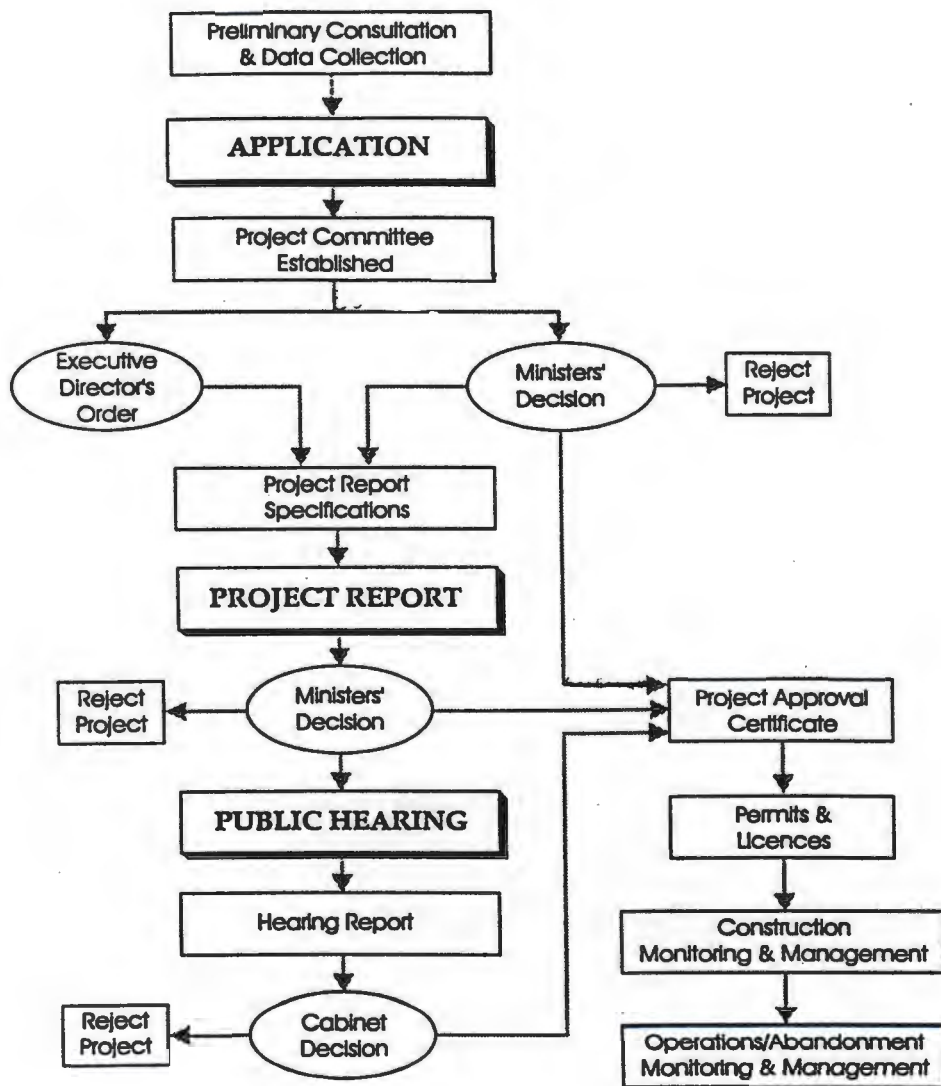 Preliminary Consultation
& Data Collection
APPLICATION
Project Committee
Established
Executive
Director's
Order
Ministers'
Decision
Reject
Project
Project Report
Specifications
PROJECT REPORT
Reject
Project
Ministers'
Decision
Project Approval
Certificate
PUBLIC HEARING
Permits &
Licences
Hearing Report
Construction
Monitoring & Management
Reject
Project
Cabinet
Decision
Operations/Abandonment
Monitoring & Management